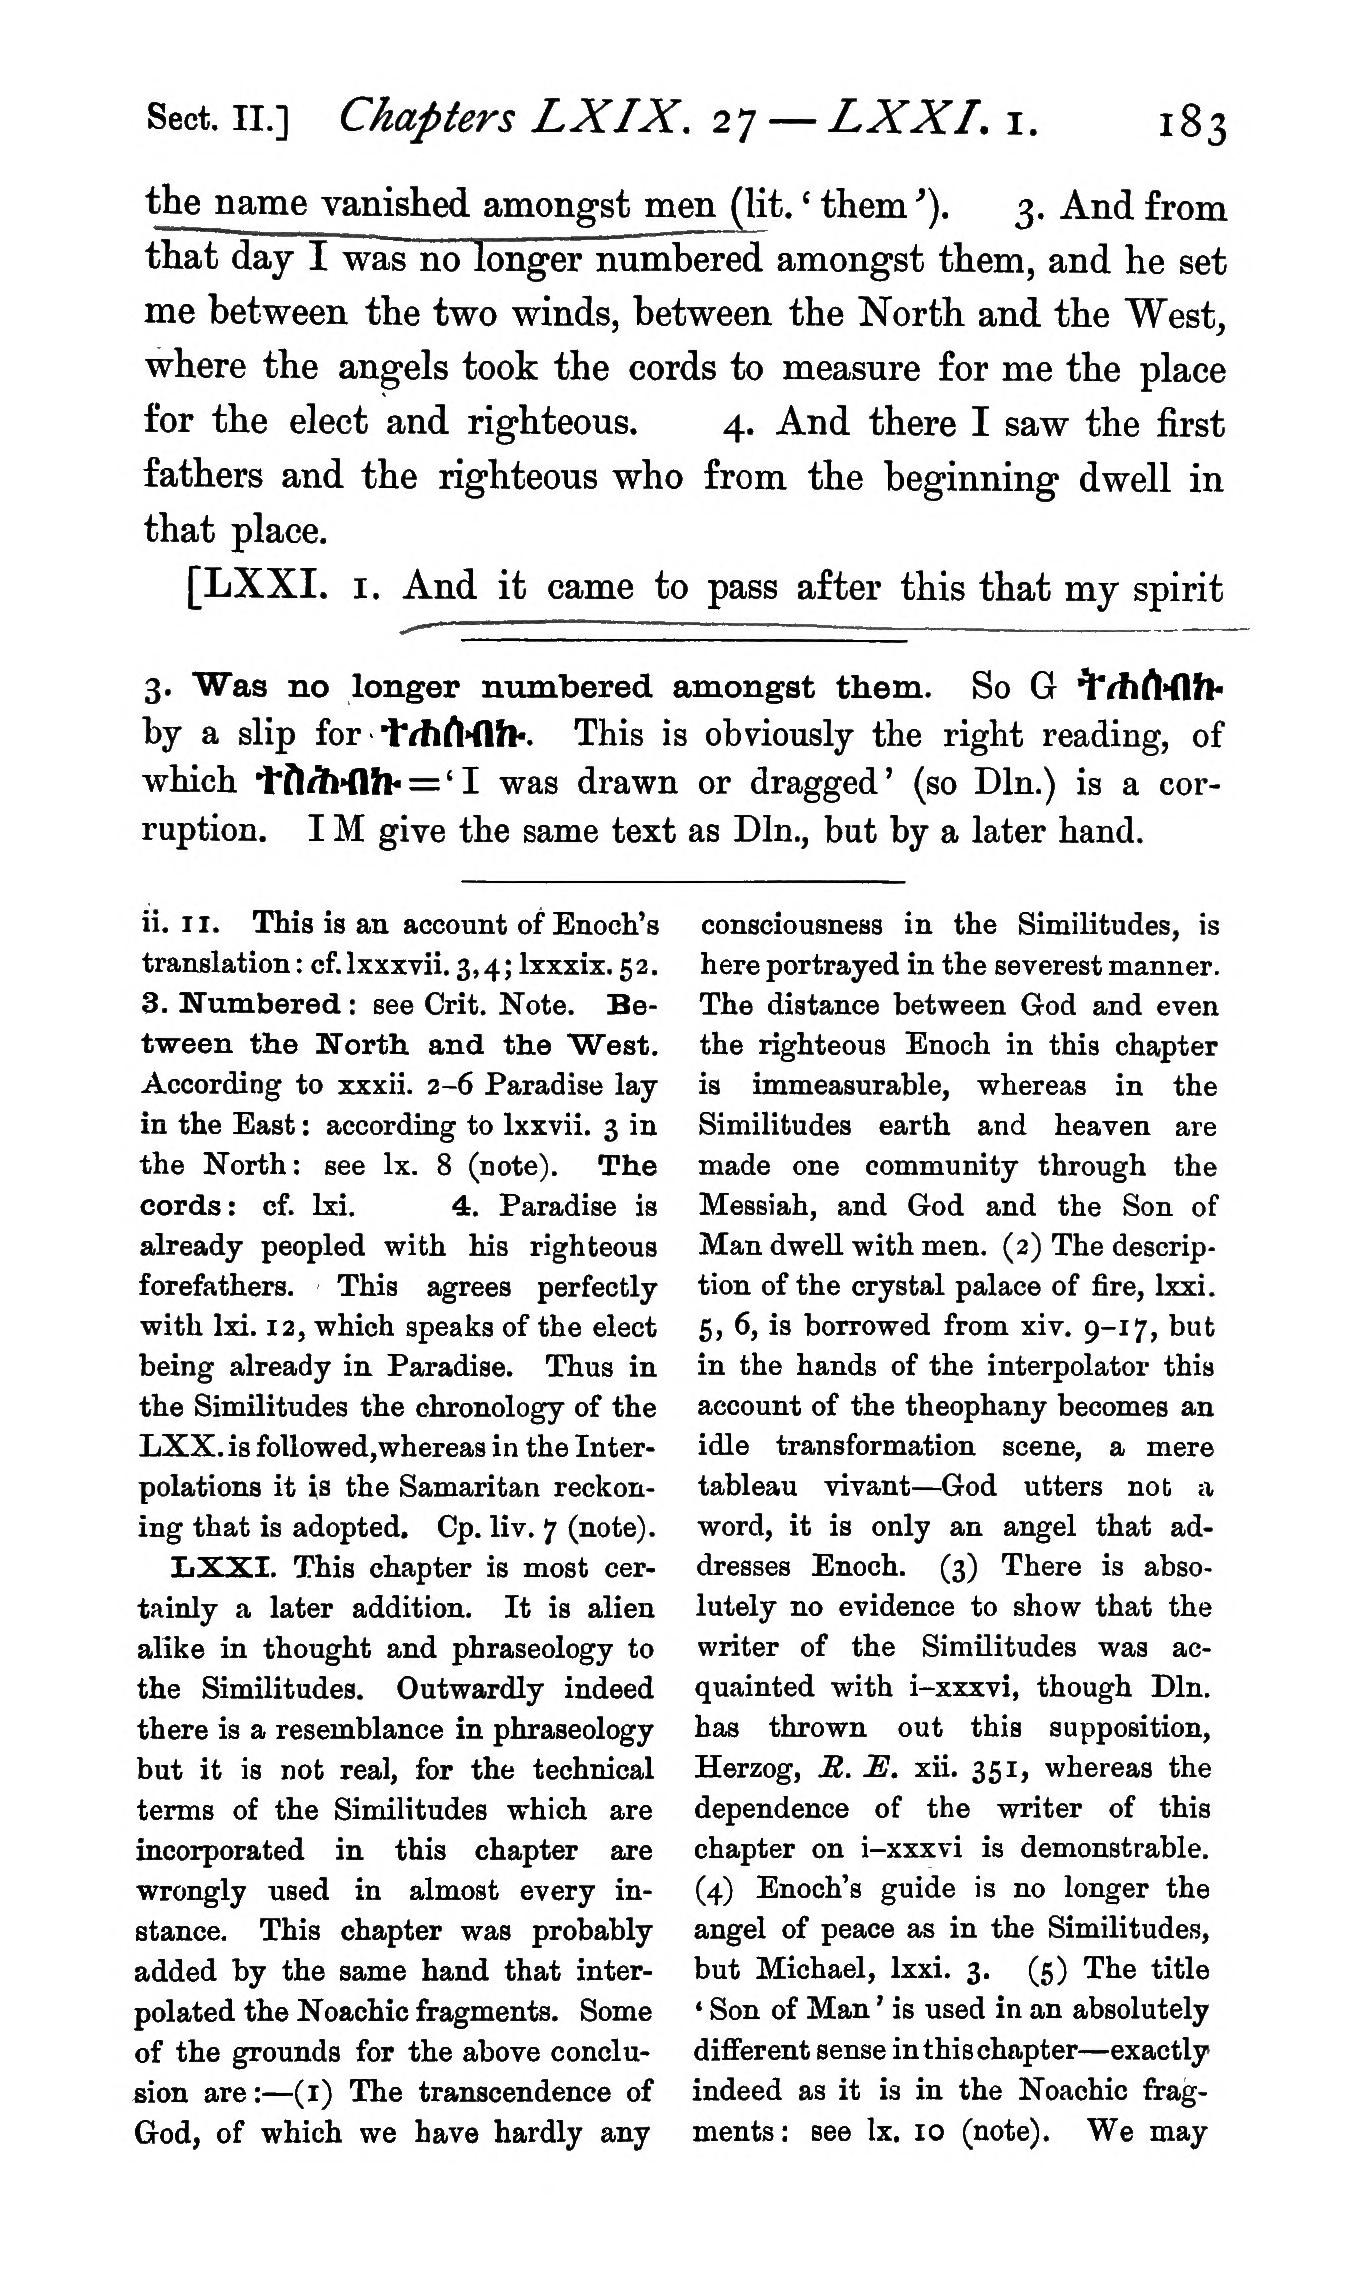 Sect. II.] Chapters LXIX. 27—LXXI. 1. 183
the name vanished amongst men (lit. ‘ them ’). 3. And from
that day I was no longer numbered amongst them, and he set
me between the two winds, between the North and the West,
where the angels took the cords to measure for me the place
for the elect and righteous. 4. And there I saw the first
fathers and the righteous who from the beginning dwell in
that place.
[LXXI. 1. And it came to pass after this that my spirit
3. Was no longer numbered amongst them. So G ትሐሰብኩ
by a slip for ተሐሰብኩ. This is obviously the right reading, of
which ተስሕብኩ = ‘ I was drawn or dragged ’ (so Dln.) is a cor-
ruption. I M give the same text as Dln., but by a later hand.
ii. 11. This is an account of Enoch’s
translation: cf. lxxxvii. 3, 4; lxxxix. 52.
3. Numbered: see Crit. Note. Be-
tween the North and the West.
According to xxxii. 2–6 Paradise lay
in the East: according to lxxvii. 3 in
the North: see lx. 8 (note). The
cords: cf. lxi. 4. Paradise is
already peopled with his righteous
forefathers. This agrees perfectly
with lxi. 12, which speaks of the elect
being already in Paradise. Thus in
the Similitudes the chronology of the
LXX. is followed, whereas in the Inter-
polations it is the Samaritan reckon-
ing that is adopted. Cp. liv. 7 (note).
LXXI. This chapter is most cer-
tainly a later addition. It is alien
alike in thought and phraseology to
the Similitudes. Outwardly indeed
there is a resemblance in phraseology
but it is not real, for the technical
terms of the Similitudes which are
incorporated in this chapter are
wrongly used in almost every in-
stance. This chapter was probably
added by the same hand that inter-
polated the Noachic fragments. Some
of the grounds for the above conclu-
sion are:—(1) The transcendence of
God, of which we have hardly any
consciousness in the Similitudes, is
here portrayed in the severest manner.
The distance between God and even
the righteous Enoch in this chapter
is immeasurable, whereas in the
Similitudes earth and heaven are
made one community through the
Messiah, and God and the Son of
Man dwell with men. (2) The descrip-
tion of the crystal palace of fire, lxxi.
5, 6, is borrowed from xiv. 9–17, but
in the hands of the interpolator this
account of the theophany becomes an
idle transformation scene, a mere
tableau vivant—God utters not a
word, it is only an angel that ad-
dresses Enoch. (3) There is abso-
lutely no evidence to show that the
writer of the Similitudes was ac-
quainted with i–xxxvi, though Dln.
has thrown out this supposition,
Herzog, R. E. xii. 351, whereas the
dependence of the writer of this
chapter on i–xxxvi is demonstrable.
(4) Enoch’s guide is no longer the
angel of peace as in the Similitudes,
but Michael, lxxi. 3. (5) The title
‘ Son of Man ’ is used in an absolutely
different sense in this chapter—exactly
indeed as it is in the Noachic frag-
ments: see lx. 10 (note). We may